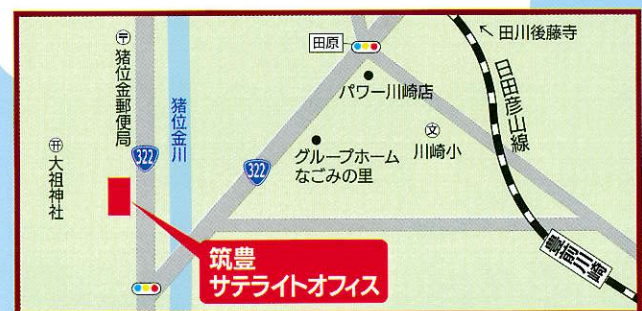 〒
猪位金郵便局
猪位金川
田原
田川後藤寺
日田彦山線
パワー川崎店
文
川崎小
グループホーム
なごみの里
322
322
大祖神社
筑豊
サテライトオフィス
豊前川崎